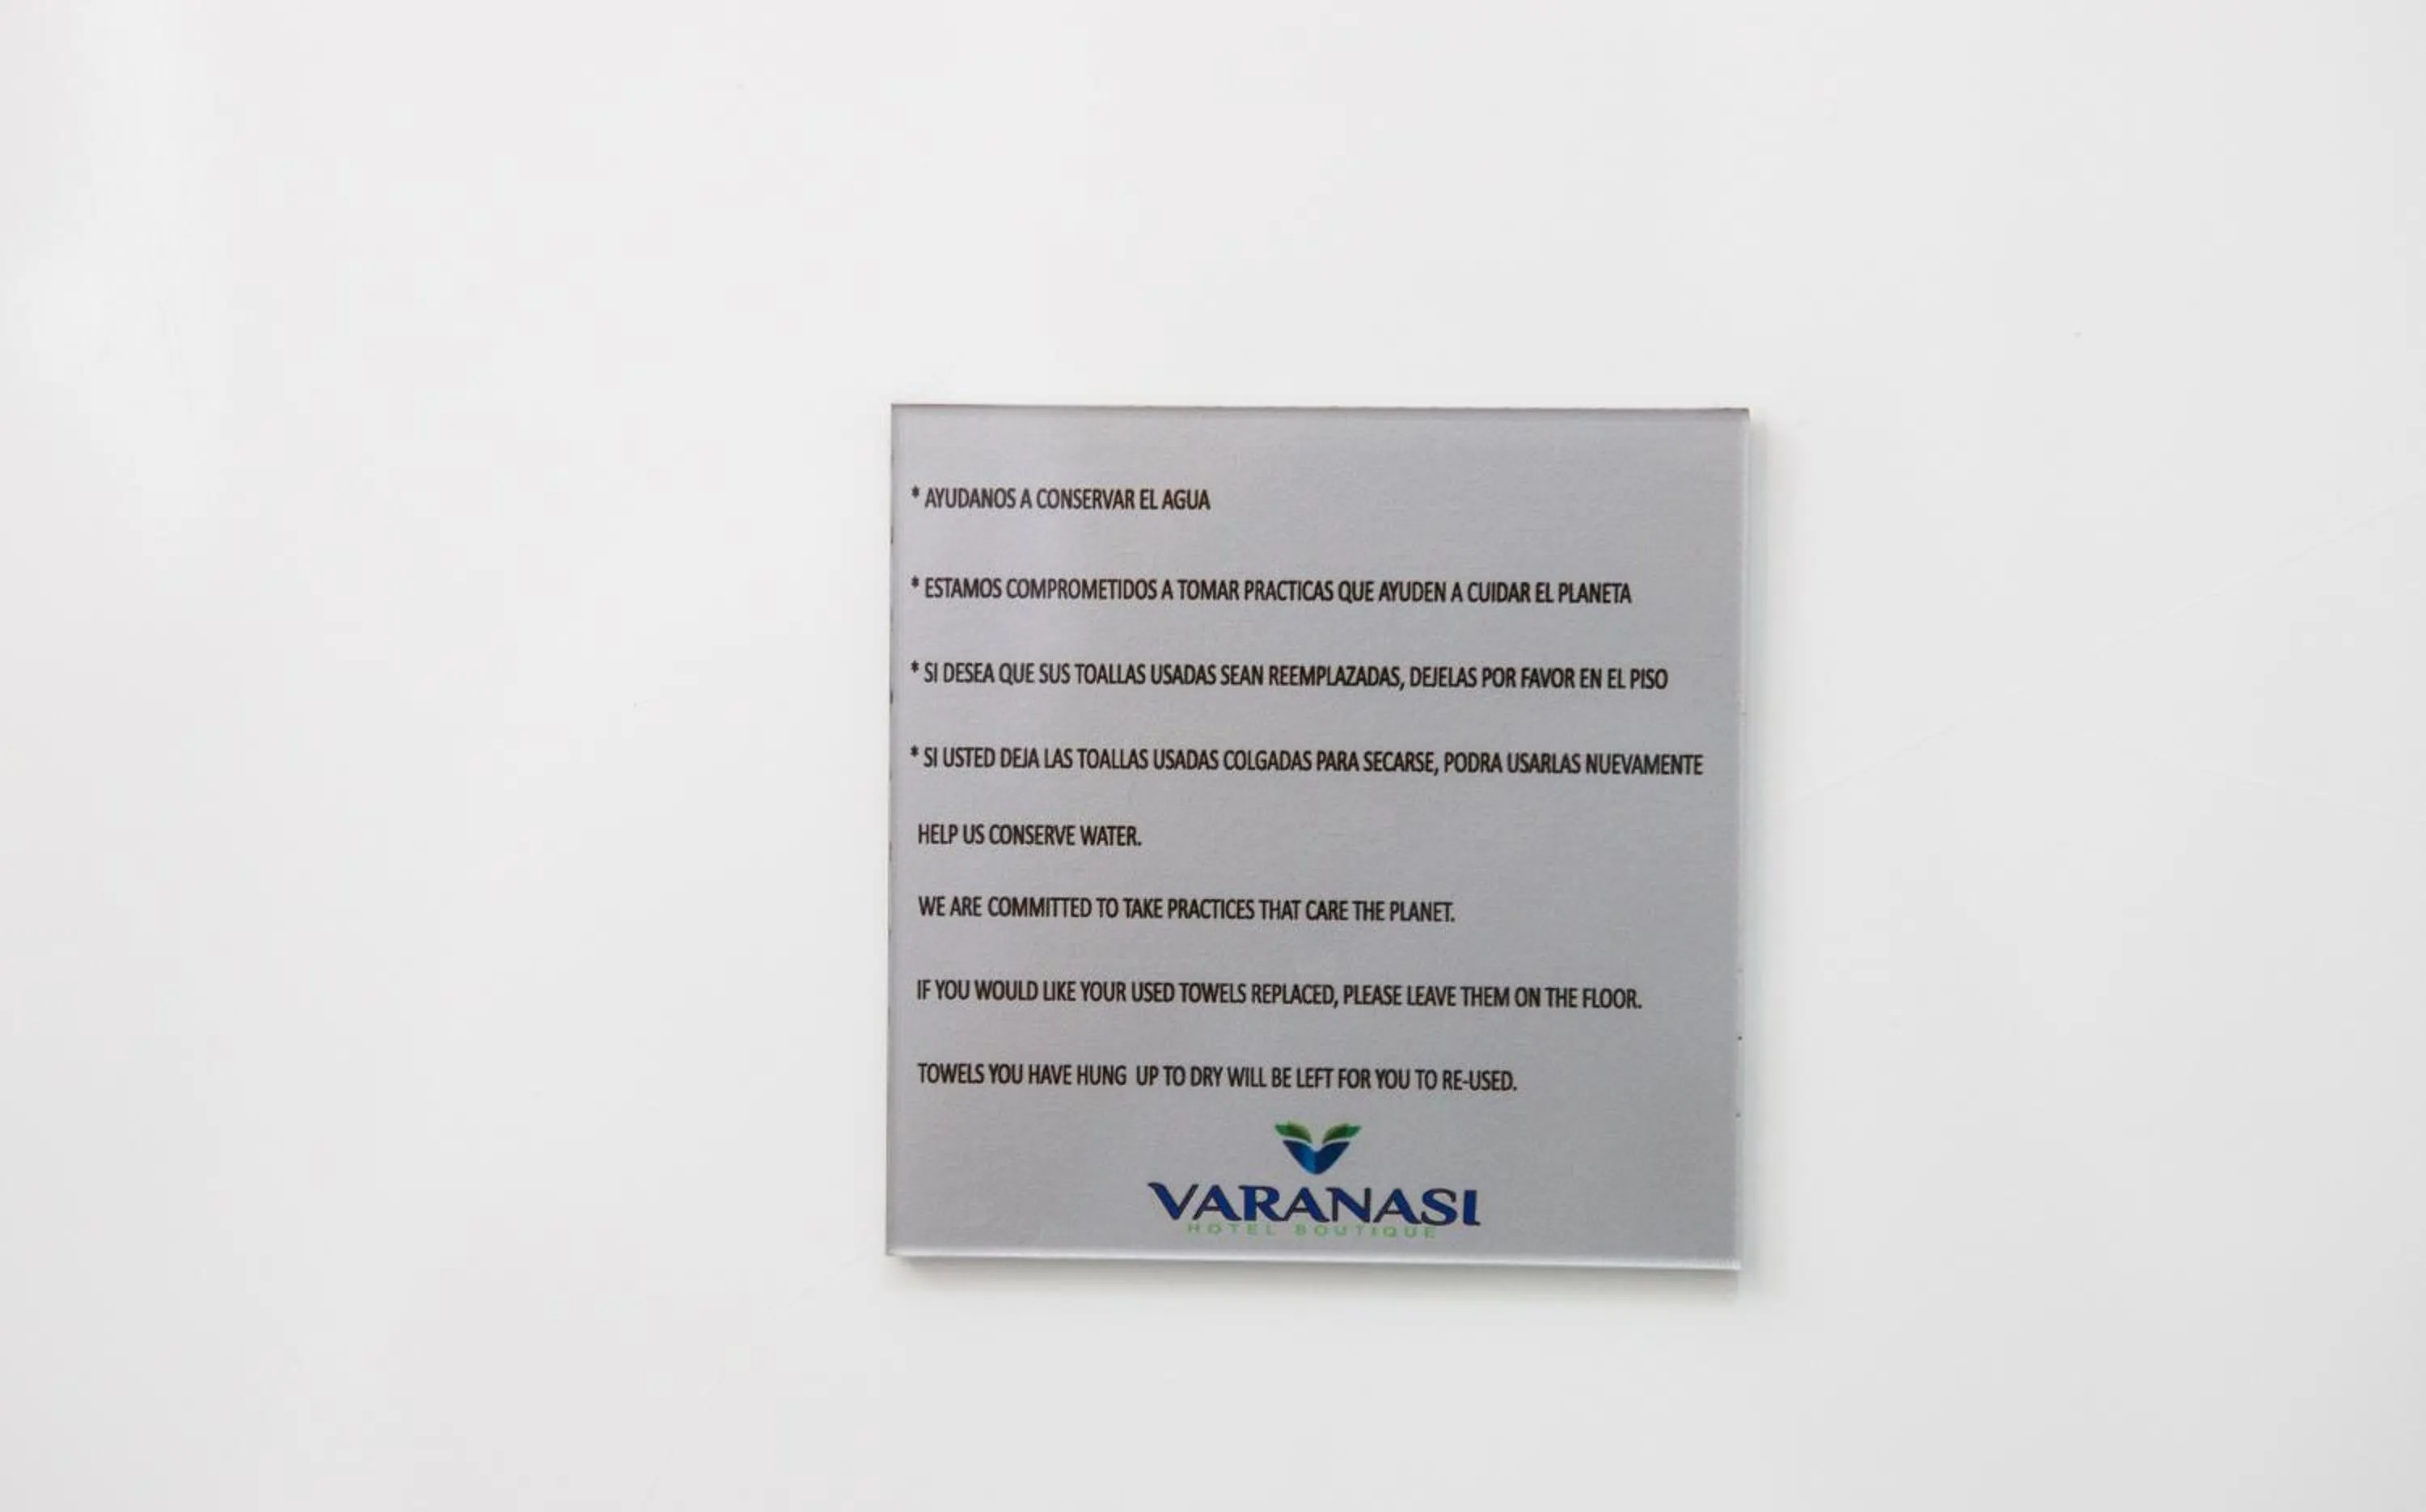 * AYUDANOS A CONSERVAR EL AGUA
* ESTAMOS COMPROMETIDOS A TOMAR PRACTICAS QUE AYUDEN A CUIDAR EL PLANETA
* SI DESEA QUE SUS TOALLAS USADAS SEAN REEMPLAZADAS, DEJELAS POR FAVOR EN EL PISO
* SI USTED DEJA LAS TOALLAS USADAS COLGADAS PARA SECARSE, PODRA USARLAS NUEVAMENTE
HELP US CONSERVE WATER.
WE ARE COMMITTED TO TAKE PRACTICES THAT CARE THE PLANET.
IF YOU WOULD LIKE YOUR USED TOWELS REPLACED, PLEASE LEAVE THEM ON THE FLOOR.
TOWELS YOU HAVE HUNG UP TO DRY WILL BE LEFT FOR YOU TO RE-USED.
VARANASI
HOTEL BOUTIQUE